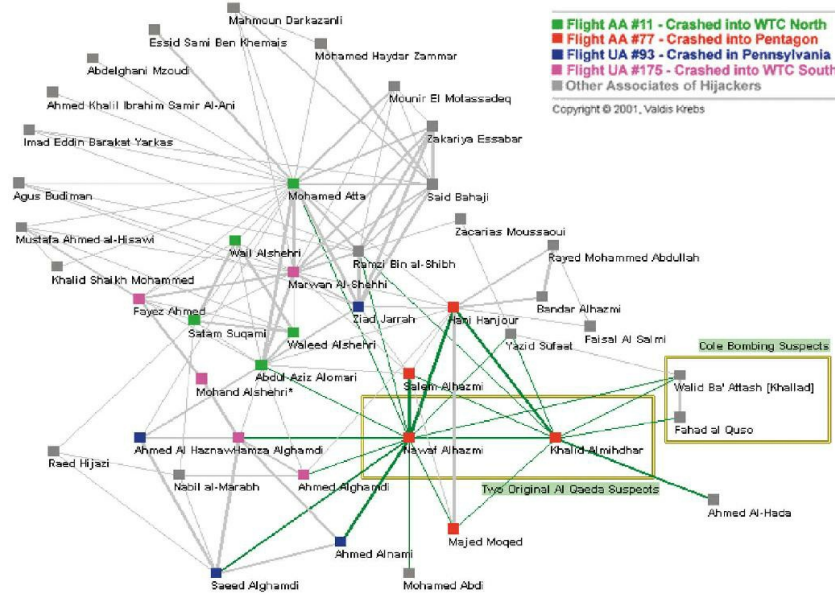 Mahmoun Darkazanli
Essid Sami Ben Khemais
Mohamed Haydar Zammar
Abdelghani Mzoudi
Mounir El Motassadeq
Ahmed Khalil Ibrahim Samir Al-Ani
Zakariya Essabar
Imad Eddin Barakat Yarkas
Flight AA #11 - Crashed into WTC North
Flight AA #77 - Crashed into Pentagon
Flight UA #93 - Crashed in Pennsylvania
Flight UA #175 - Crashed into WTC South
Other Associates of Hijackers
Copyright © 2001, Valdis Krebs
Agus Budiman
Mohamed Atta
Said Bahaji
Mustafa Ahmed al-Hisawi
Zacarias Moussaoui
Wail Alshehri
Ramzi Bin al-Shibh
Rayed Mohammed Abdullah
Khalid Shaikh Mohammed
Marwan Al-Shehhi
Fayez Ahmed
Ziad Jarrah
Hani Hanjour
Bandar Alhazmi
Satam Suqami
Waleed Alshehri
Yazid Sufaat
Faisal Al Salmi
Cole Bombing Suspects
Abdul Aziz Alomari
Salem Alhazmi
Walid Ba' Attash [Khallad]
Mohand Alshehri*
Fahad al Quso
Ahmed Al Haznawi
Hamza Alghamdi
Nawaf Alhazmi
Khalid Almihdhar
Raed Hijazi
Nabil al-Marabh
Ahmed Alghamdi
Two Original Al Qaeda Suspects
Ahmed Al-Hada
Ahmed Alnami
Majed Moqed
Saeed Alghamdi
Mohamed Abdi